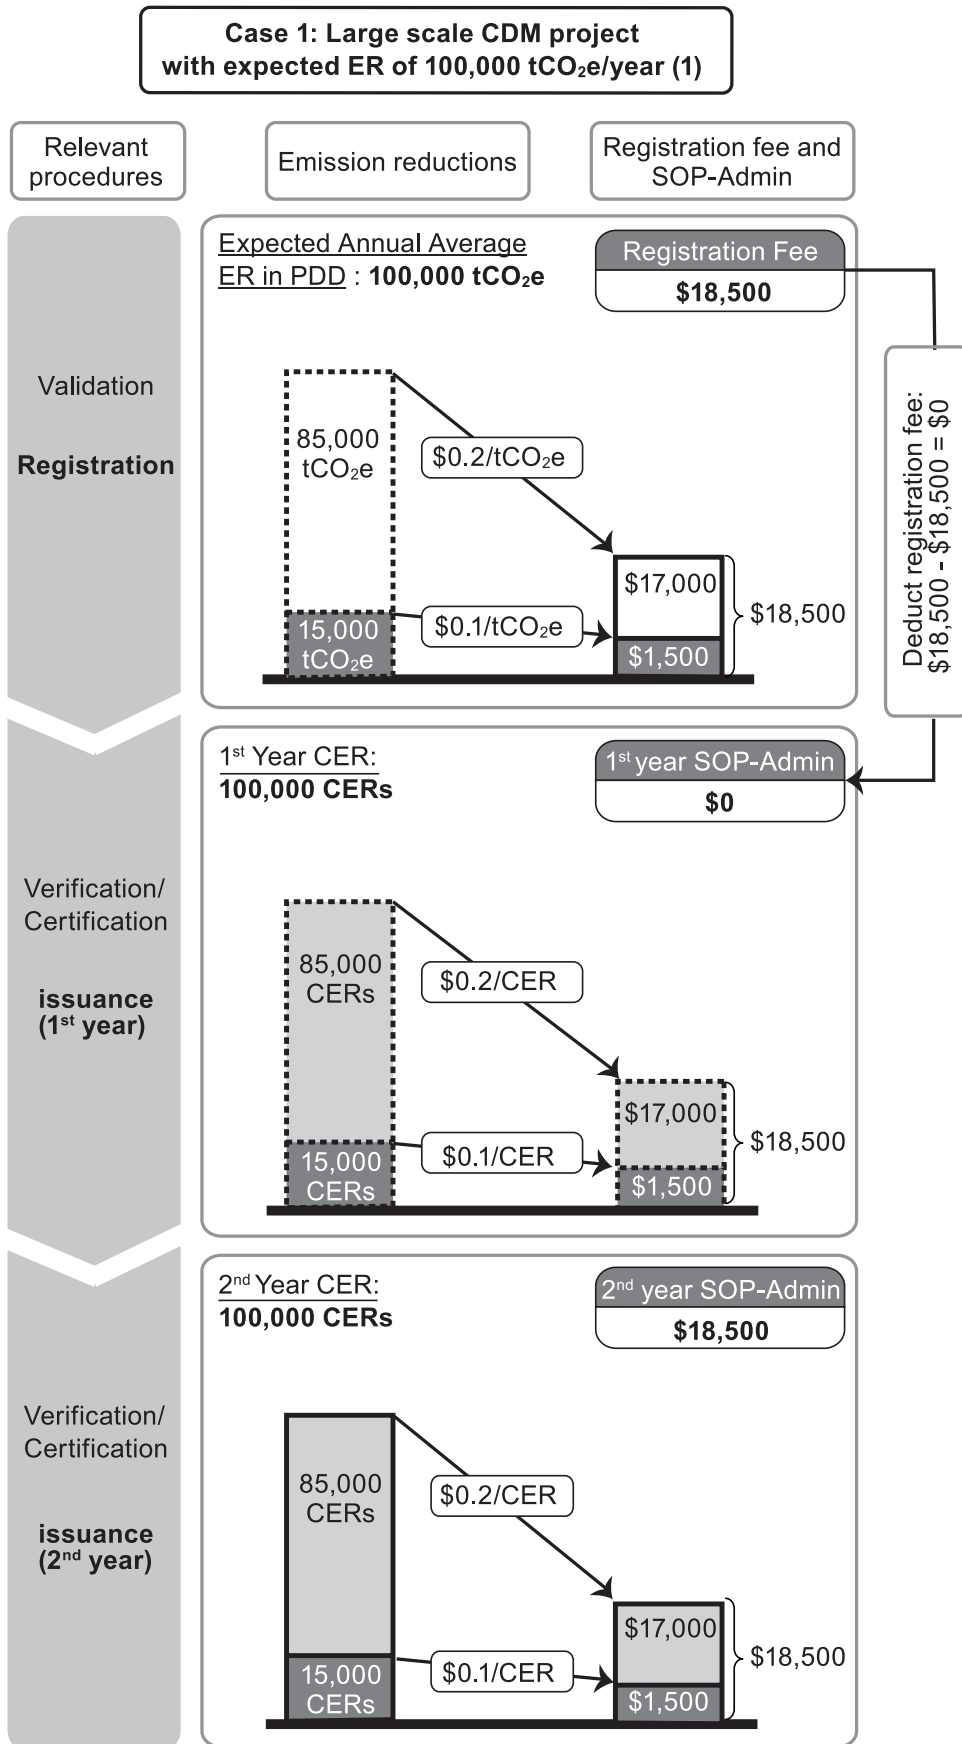 Case 1: Large scale CDM project
with expected ER of 100,000 tCO₂e/year (1)
Relevant
procedures
Emission reductions
Registration fee and
SOP-Admin
Validation
Registration
Expected Annual Average
ER in PDD : 100,000 tCO₂e
Registration Fee
$18,500
85,000
tCO₂e
$0.2/tCO₂e
15,000
tCO₂e
$0.1/tCO₂e
$17,000
$1,500
$18,500
Deduct registration fee:
$18,500 - $18,500 = $0
Verification/
Certification
issuance
(1st year)
1st Year CER:
100,000 CERs
1st year SOP-Admin
$0
85,000
CERs
$0.2/CER
15,000
CERs
$0.1/CER
$17,000
$1,500
$18,500
Verification/
Certification
issuance
(2nd year)
2nd Year CER:
100,000 CERs
2nd year SOP-Admin
$18,500
85,000
CERs
$0.2/CER
15,000
CERs
$0.1/CER
$17,000
$1,500
$18,500